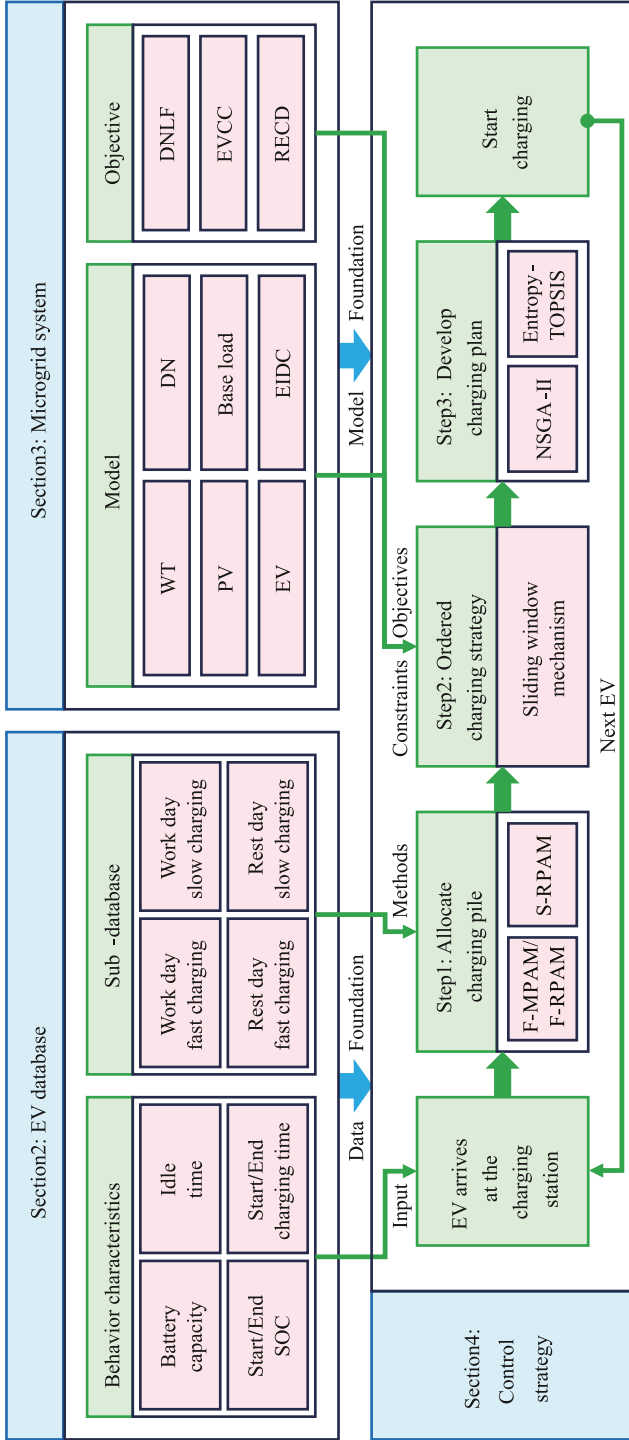 Section2: EV database
Behavior characteristics
Battery
capacity
Idle
time
Start/End
SOC
Start/End
charging time
Sub -database
Work day
fast charging
Work day
slow charging
Rest day
fast charging
Rest day
slow charging
Section3: Microgrid system
Model
WT
DN
PV
Base load
EV
EIDC
Objective
DNLF
EVCC
RECD
Data
Foundation
Model
Foundation
Input
Methods
Constraints
Objectives
Section4:
Control
strategy
EV arrives
at the
charging
station
Step1: Allocate
charging pile
F-MPAM/
F-RPAM
S-RPAM
Step2: Ordered
charging strategy
Sliding window
mechanism
Step3: Develop
charging plan
NSGA-II
Entropy-
TOPSIS
Start
charging
Next EV